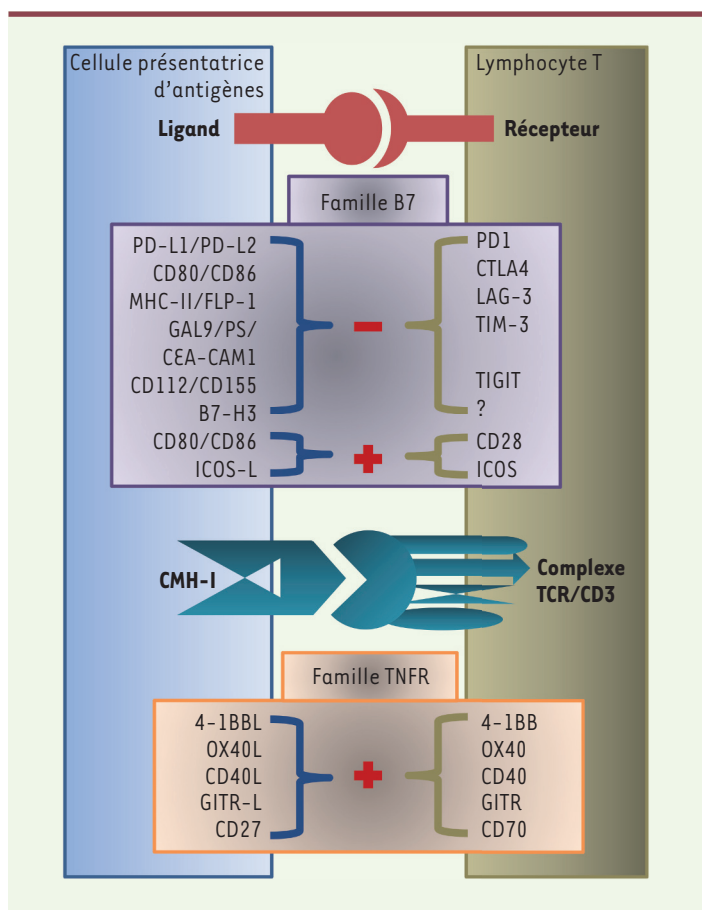 Cellule présentatrice
d'antigènes
Lymphocyte T
Ligand
Récepteur
Famille B7
PD-L1/PD-L2
CD80/CD86
MHC-II/FLP-1
GAL9/PS/
CEA-CAM1
CD112/CD155
B7-H3
CD80/CD86
ICOS-L
PD1
CTLA4
LAG-3
TIM-3
TIGIT
?
CD28
ICOS
CMH-I
Complexe
TCR/CD3
Famille TNFR
4-1BBL
OX40L
CD40L
GITR-L
CD27
4-1BB
OX40
CD40
GITR
CD70